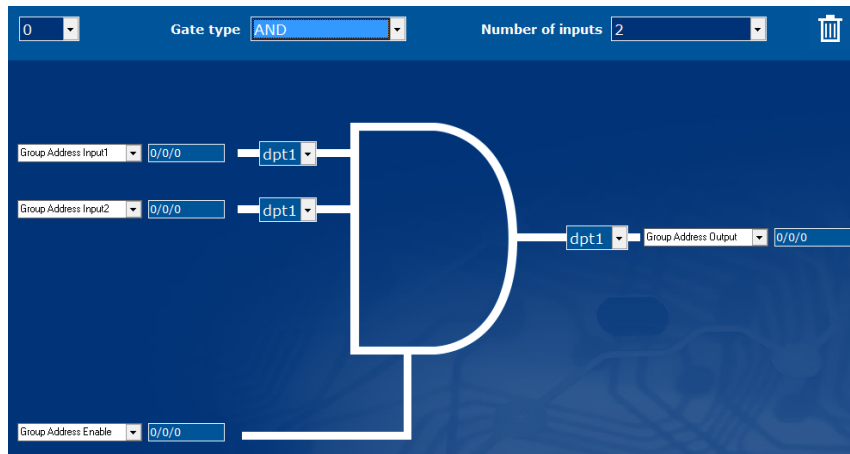 0 Gate type AND Number of inputs 2
Group Address Input1 0/0/0 dpt1
Group Address Input2 0/0/0 dpt1
dpt1 Group Address Output 0/0/0
Group Address Enable 0/0/0